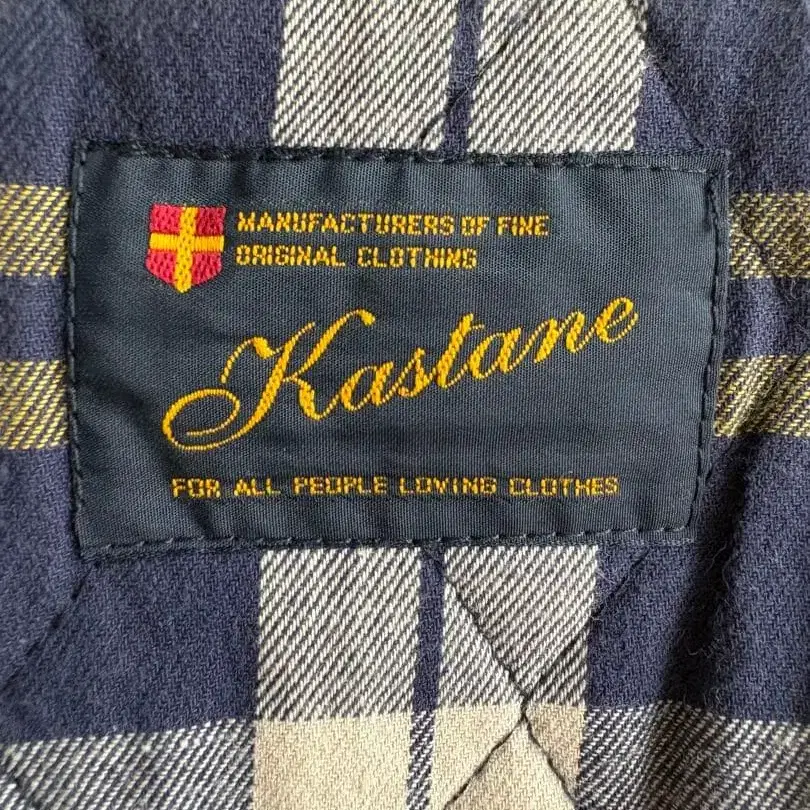 MANUFACTURERS OF FINE
ORIGINAL CLOTHING
Kastane
FOR ALL PEOPLE LOVING CLOTHES